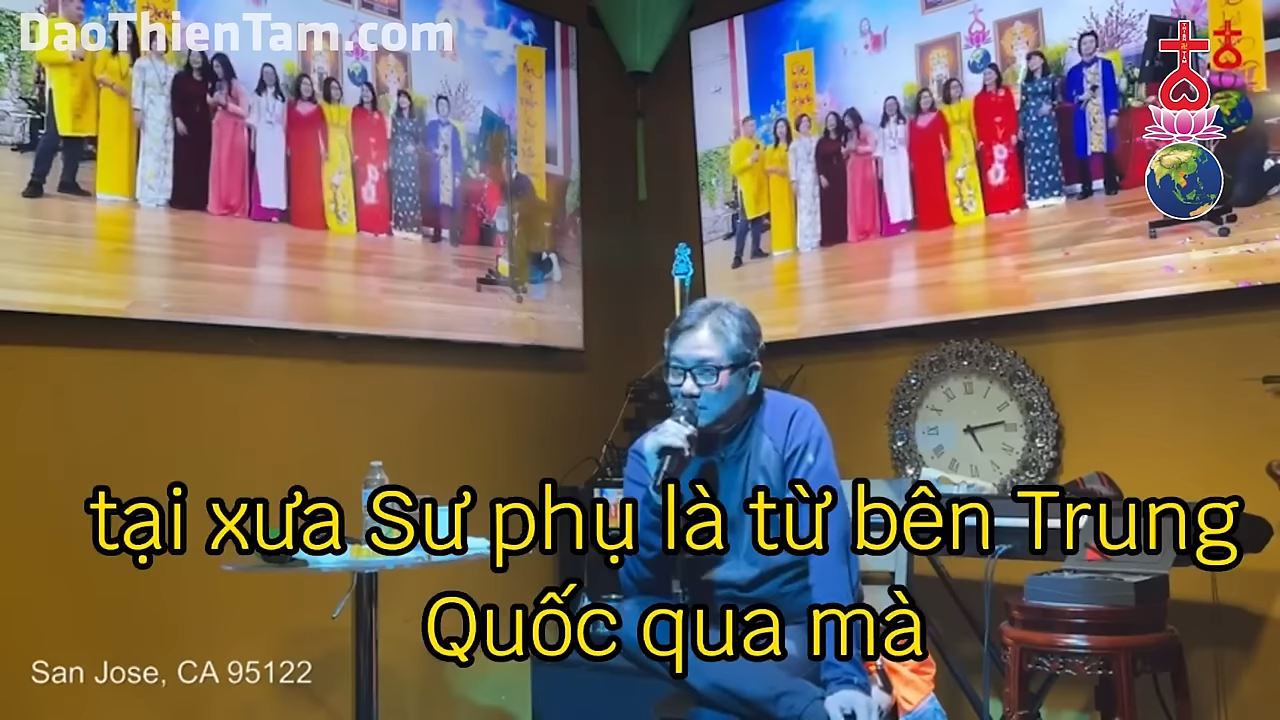 DaoThienTam.com
tại xưa Sư phụ là từ bên Trung
Quốc qua mà
San Jose, CA 95122